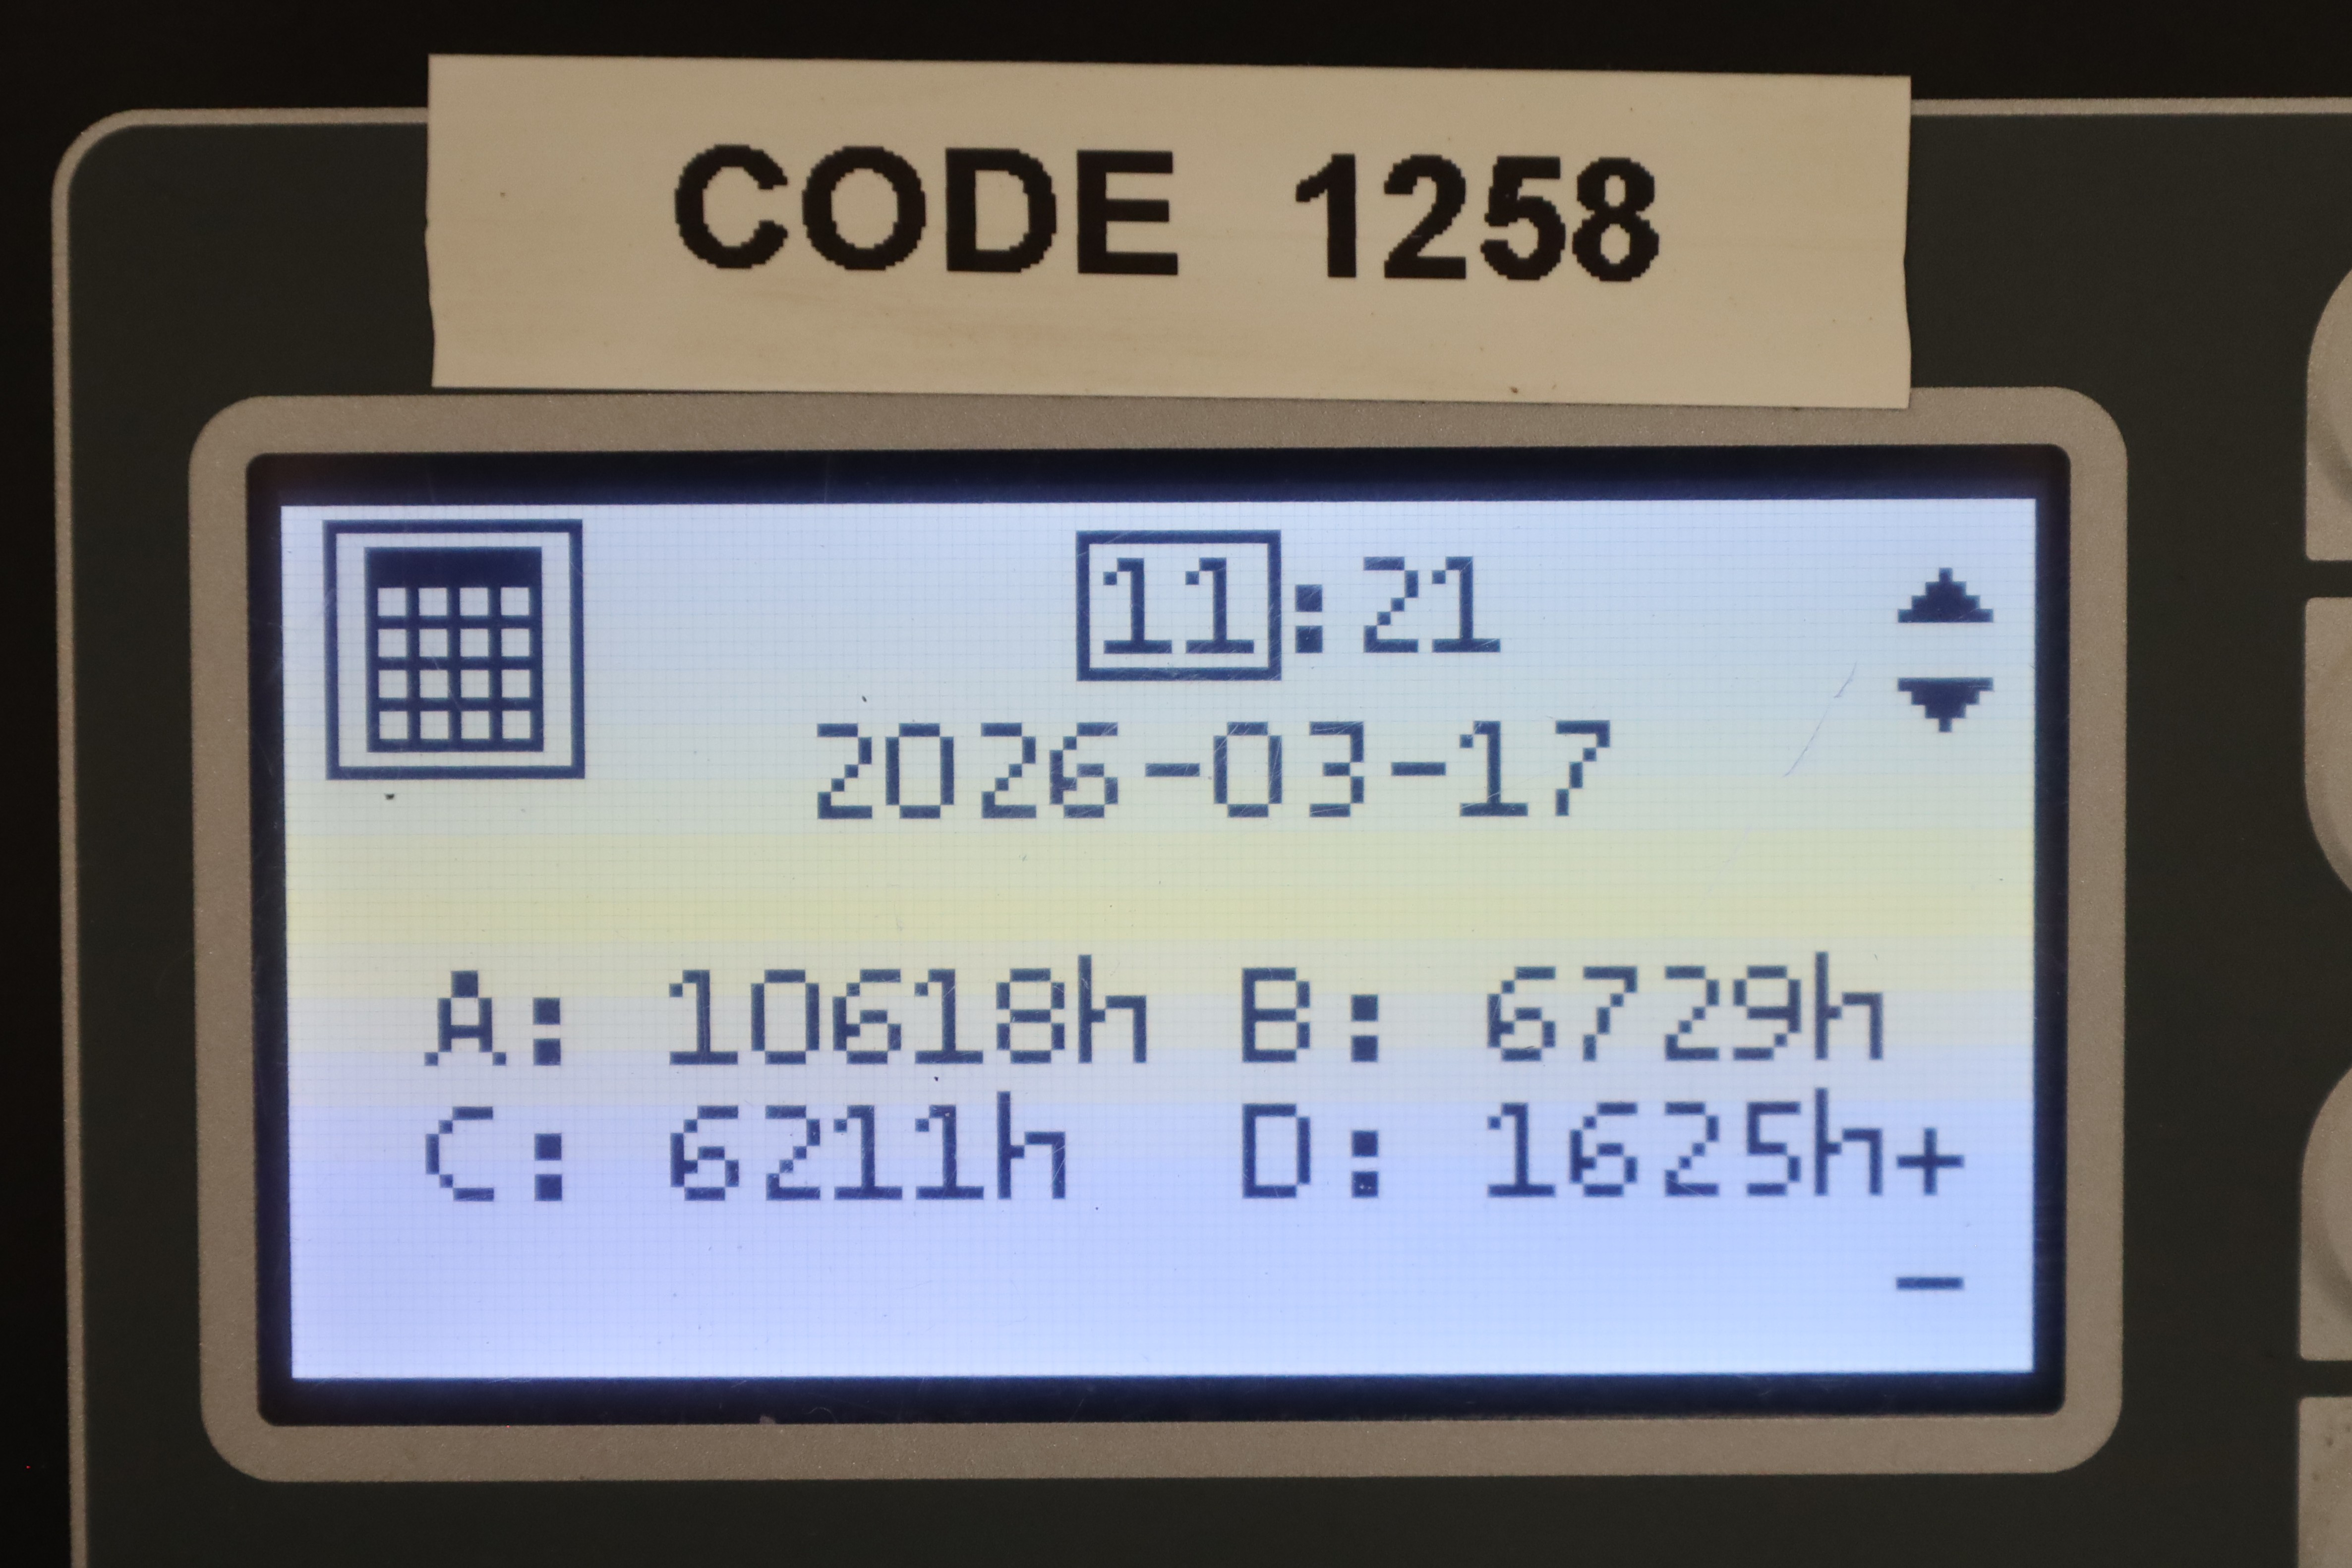 CODE 1258
11:21
2026-03-17
A: 10618h B: 6729h
C: 6211h D: 1625h+
-